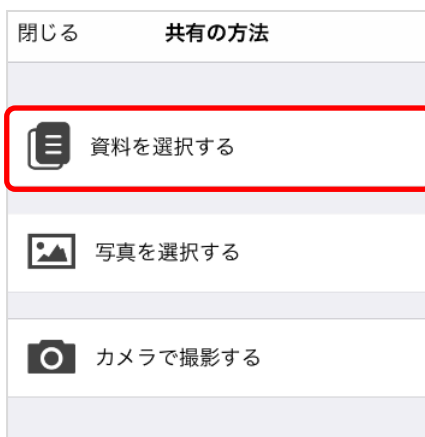 閉じる 共有の方法
資料を選択する
写真を選択する
カメラで撮影する